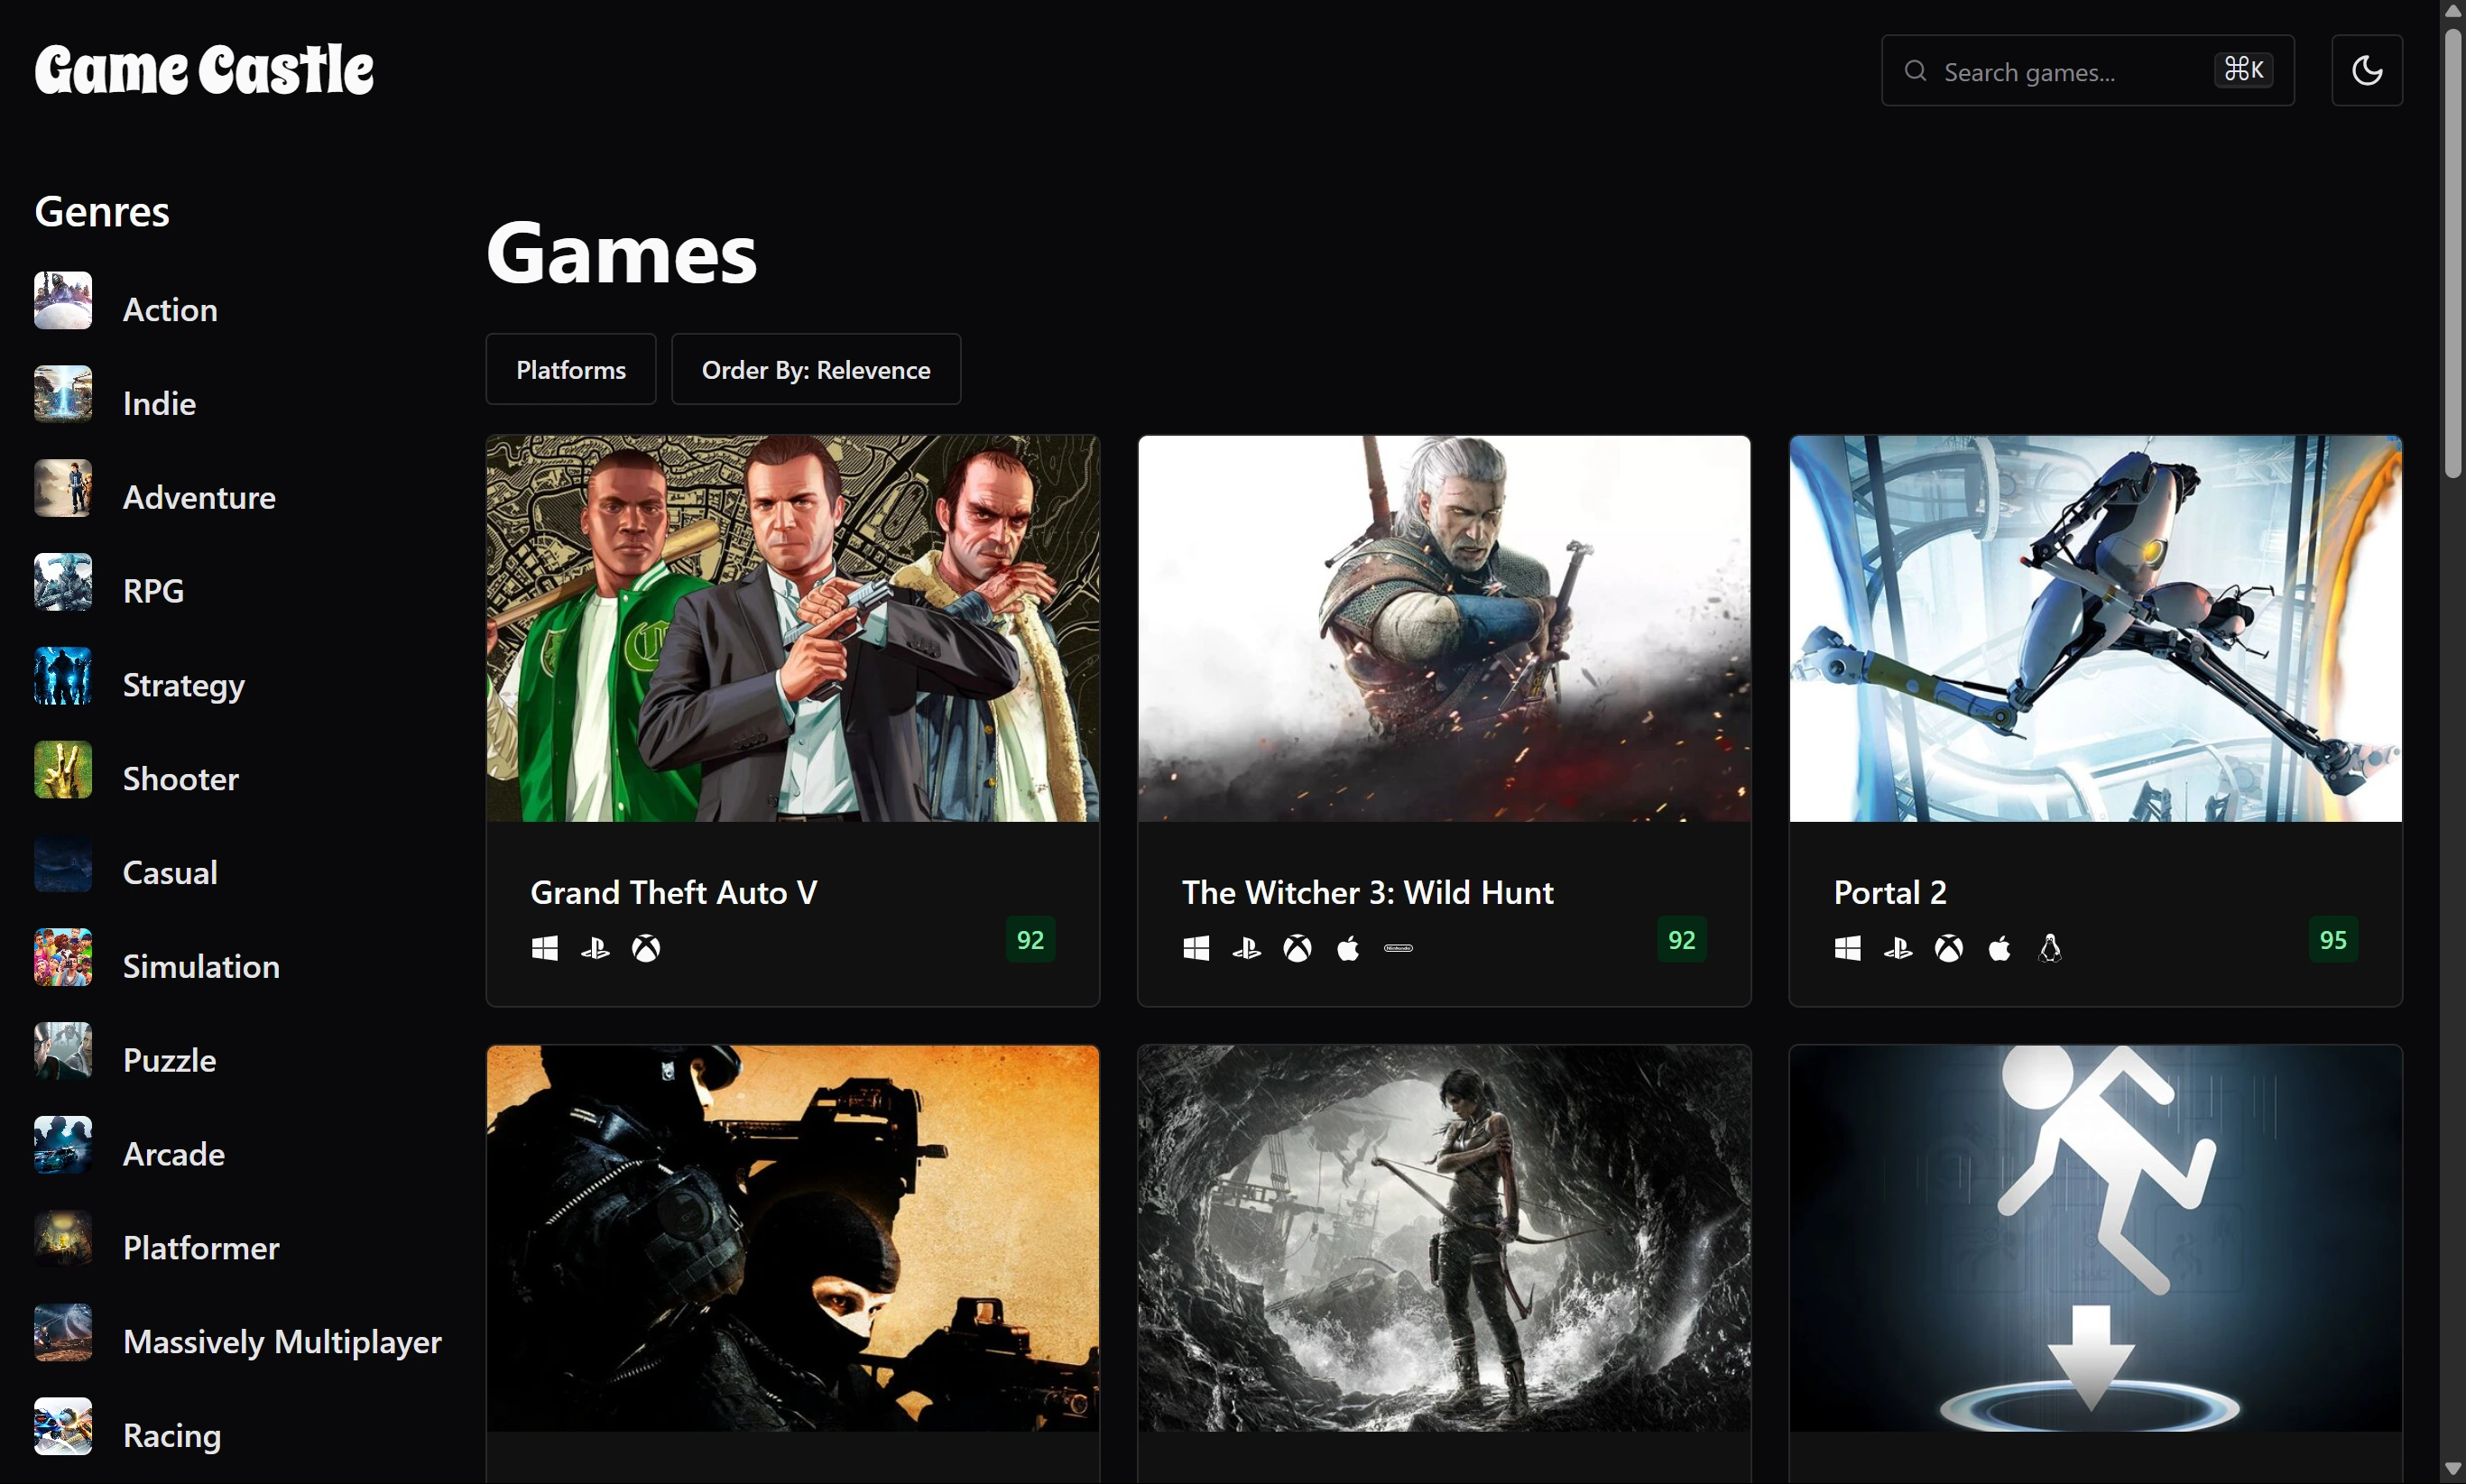 Game Castle
Search games...
⌘K
Genres
Action
Indie
Adventure
RPG
Strategy
Shooter
Casual
Simulation
Puzzle
Arcade
Platformer
Massively Multiplayer
Racing
Games
Platforms
Order By: Relevence
Grand Theft Auto V
92
The Witcher 3: Wild Hunt
Nintendo
92
Portal 2
95